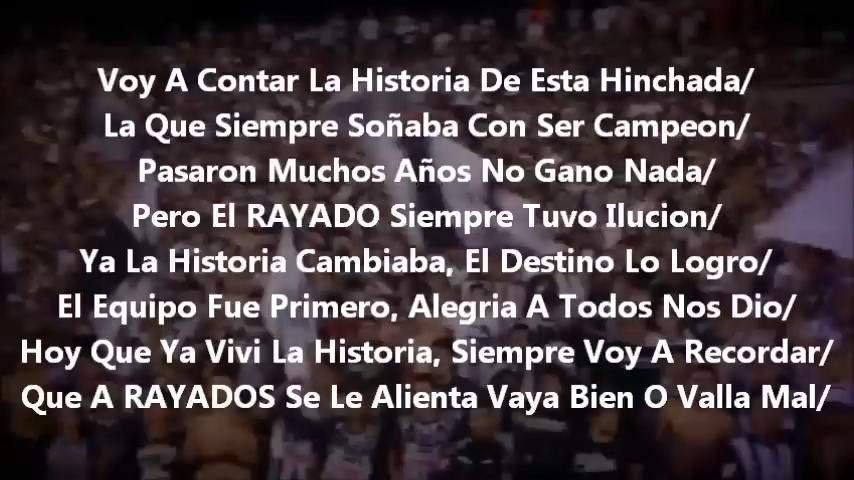 Voy A Contar La Historia De Esta Hinchada/
La Que Siempre Soñaba Con Ser Campeon/
Pasaron Muchos Años No Gano Nada/
Pero El RAYADO Siempre Tuvo Ilucion/
Ya La Historia Cambiaba, El Destino Lo Logro/
El Equipo Fue Primero, Alegria A Todos Nos Dio/
Hoy Que Ya Vivi La Historia, Siempre Voy A Recordar/
Que A RAYADOS Se Le Alienta Vaya Bien O Valla Mal/